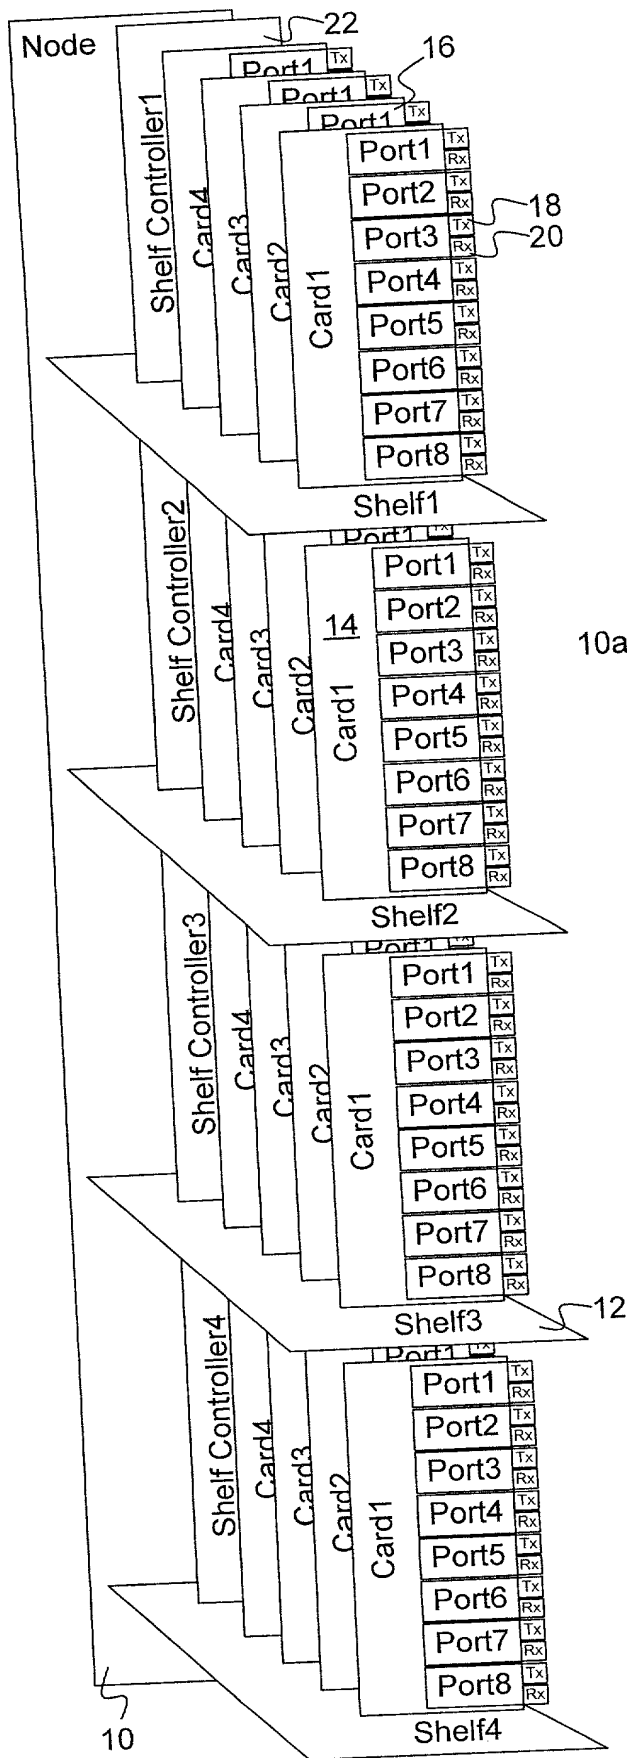 Node
22
16
Shelf Controller1
Card4
Card3
Card2
Card1
Port1 Tx
Port1 Tx
Port1 Tx
Port1 Tx Rx
Port2 Tx Rx
Port3 Tx Rx
18
20
Port4 Tx Rx
Port5 Tx Rx
Port6 Tx Rx
Port7 Tx Rx
Port8 Tx Rx
Shelf1
Shelf Controller2
Card4
Card3
Card2
14
Card1
Port1 Tx
Port1 Tx Rx
Port2 Tx Rx
Port3 Tx Rx
Port4 Tx Rx
Port5 Tx Rx
Port6 Tx Rx
Port7 Tx Rx
Port8 Tx Rx
10a
Shelf2
Shelf Controller3
Card4
Card3
Card2
Card1
Port1 Tx
Port1 Tx Rx
Port2 Tx Rx
Port3 Tx Rx
Port4 Tx Rx
Port5 Tx Rx
Port6 Tx Rx
Port7 Tx Rx
Port8 Tx Rx
Shelf3
12
Shelf Controller4
Card4
Card3
Card2
Card1
Port1 Tx
Port1 Tx Rx
Port2 Tx Rx
Port3 Tx Rx
Port4 Tx Rx
Port5 Tx Rx
Port6 Tx Rx
Port7 Tx Rx
Port8 Tx Rx
10
Shelf4